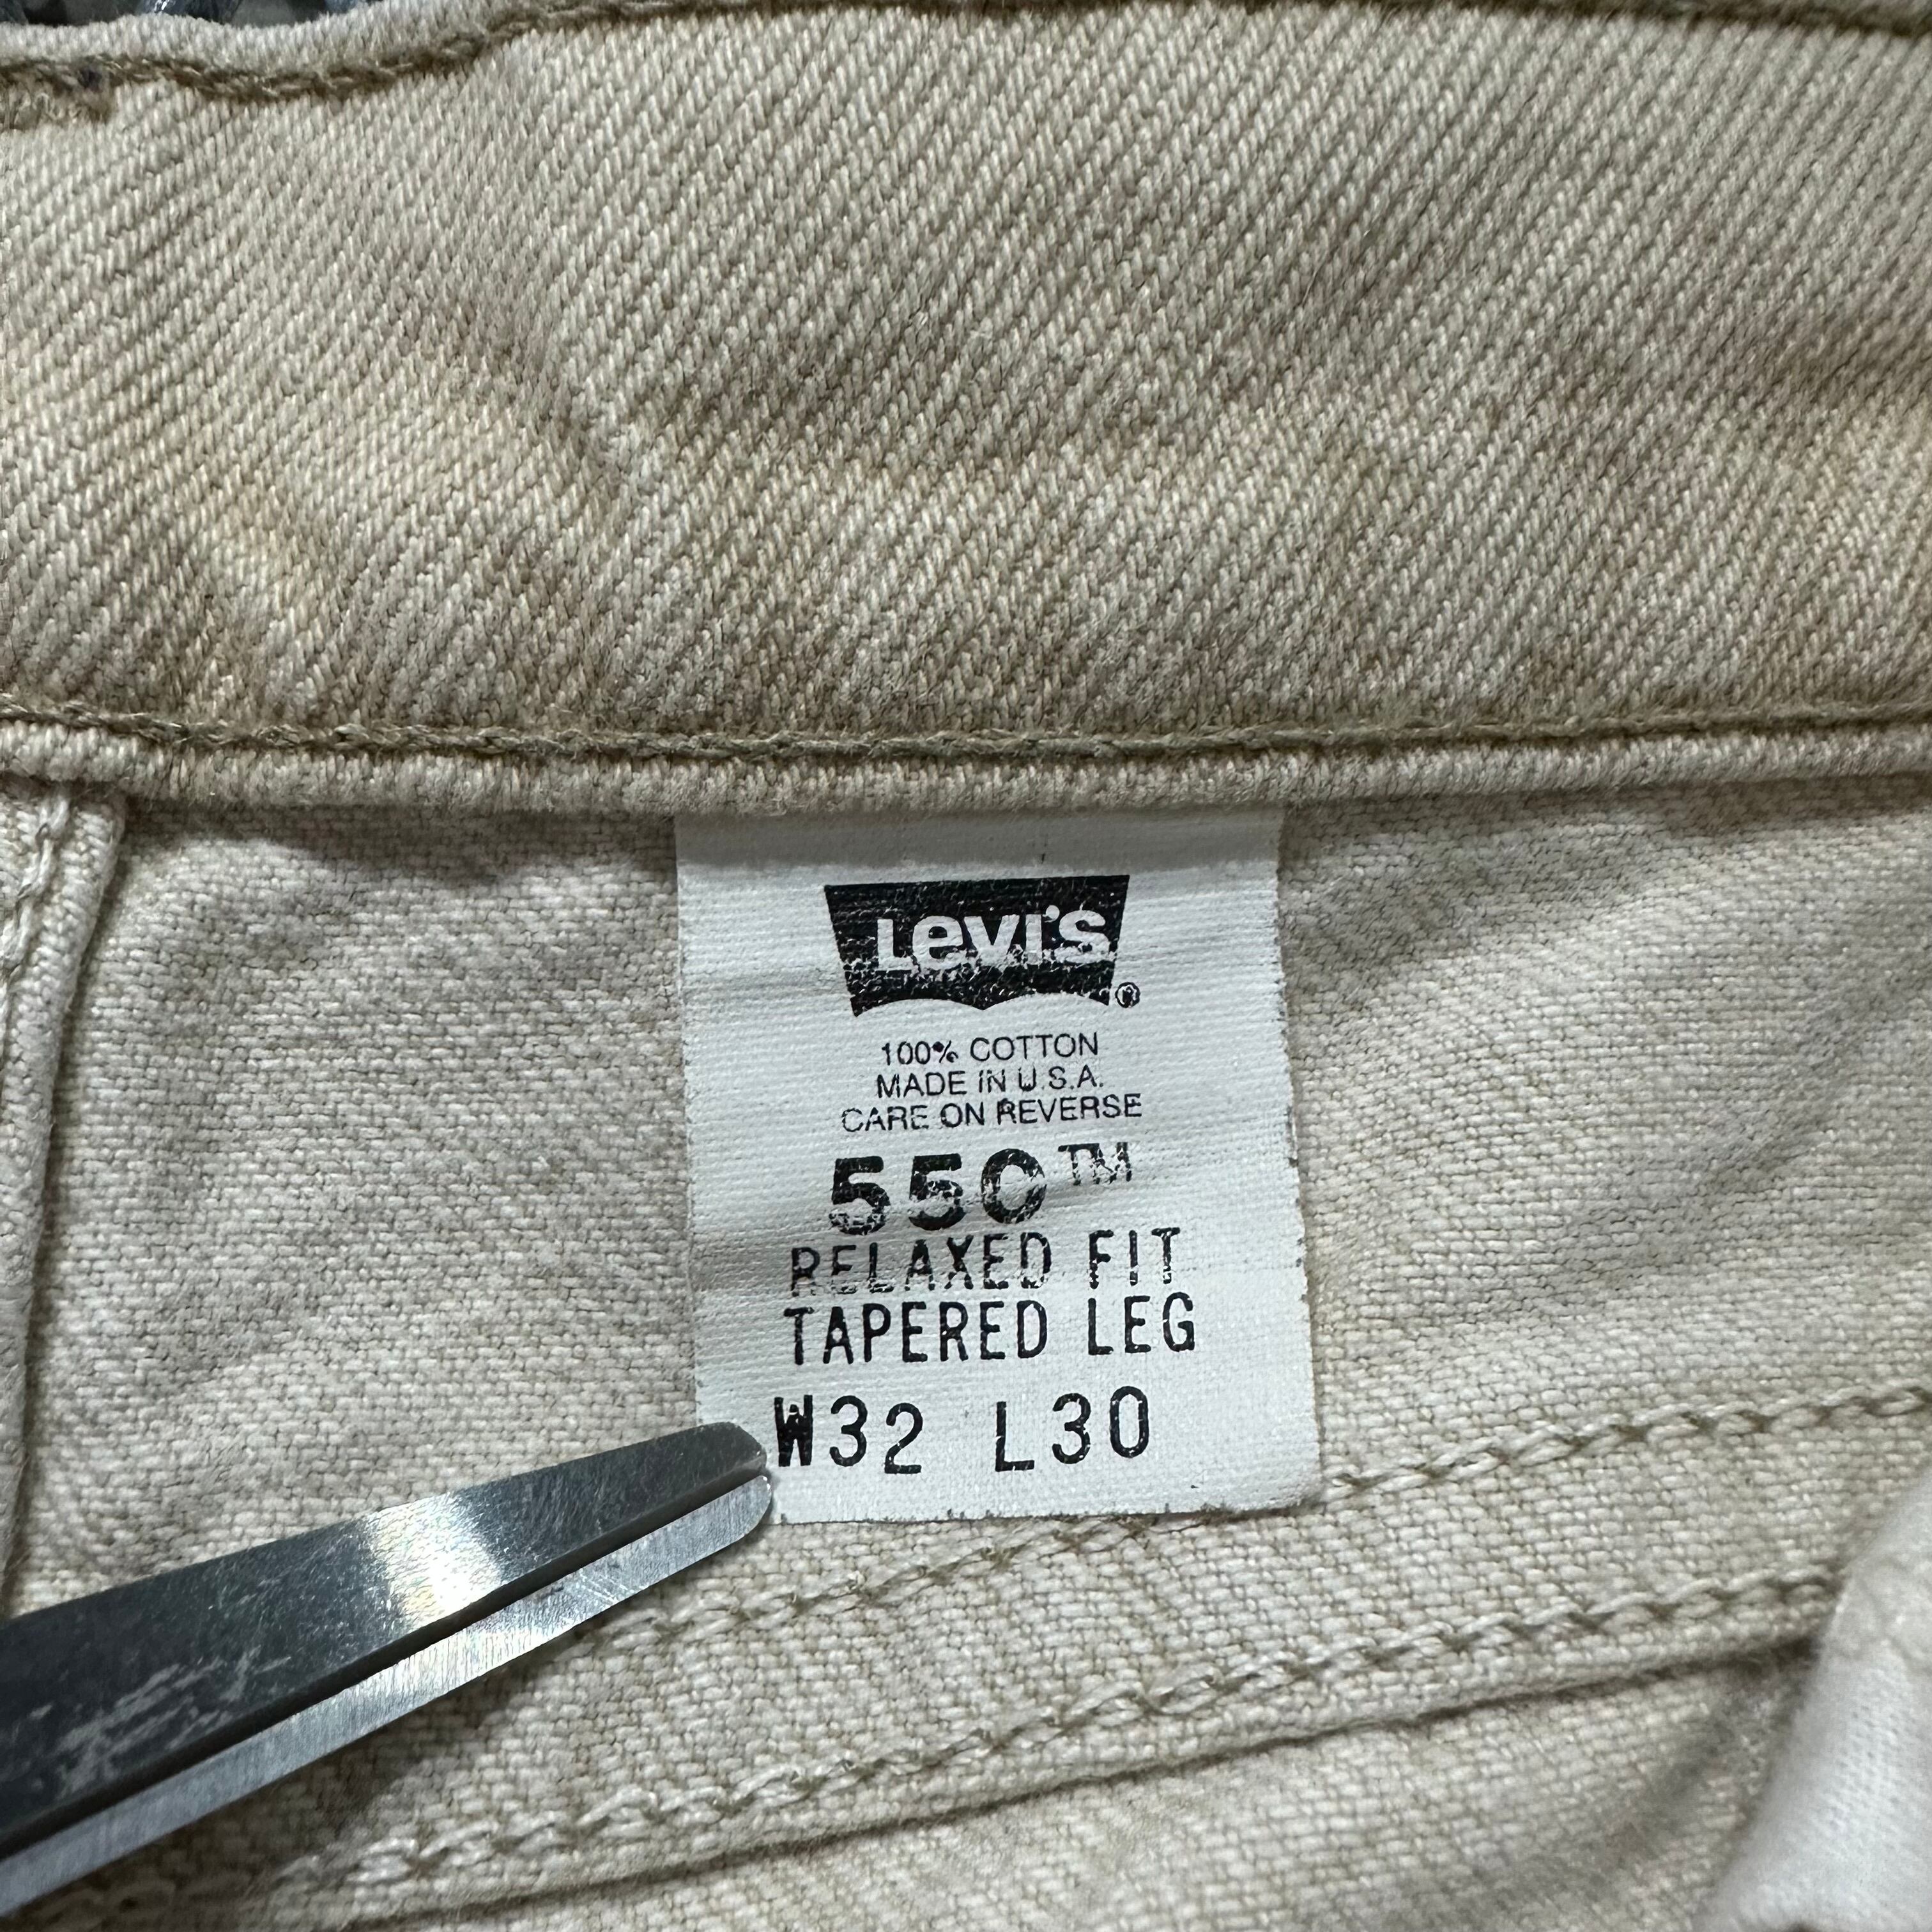 Levi's ®
100% COTTON
MADE IN U.S.A.
CARE ON REVERSE
550™
RELAXED FIT
TAPERED LEG
W32 L30